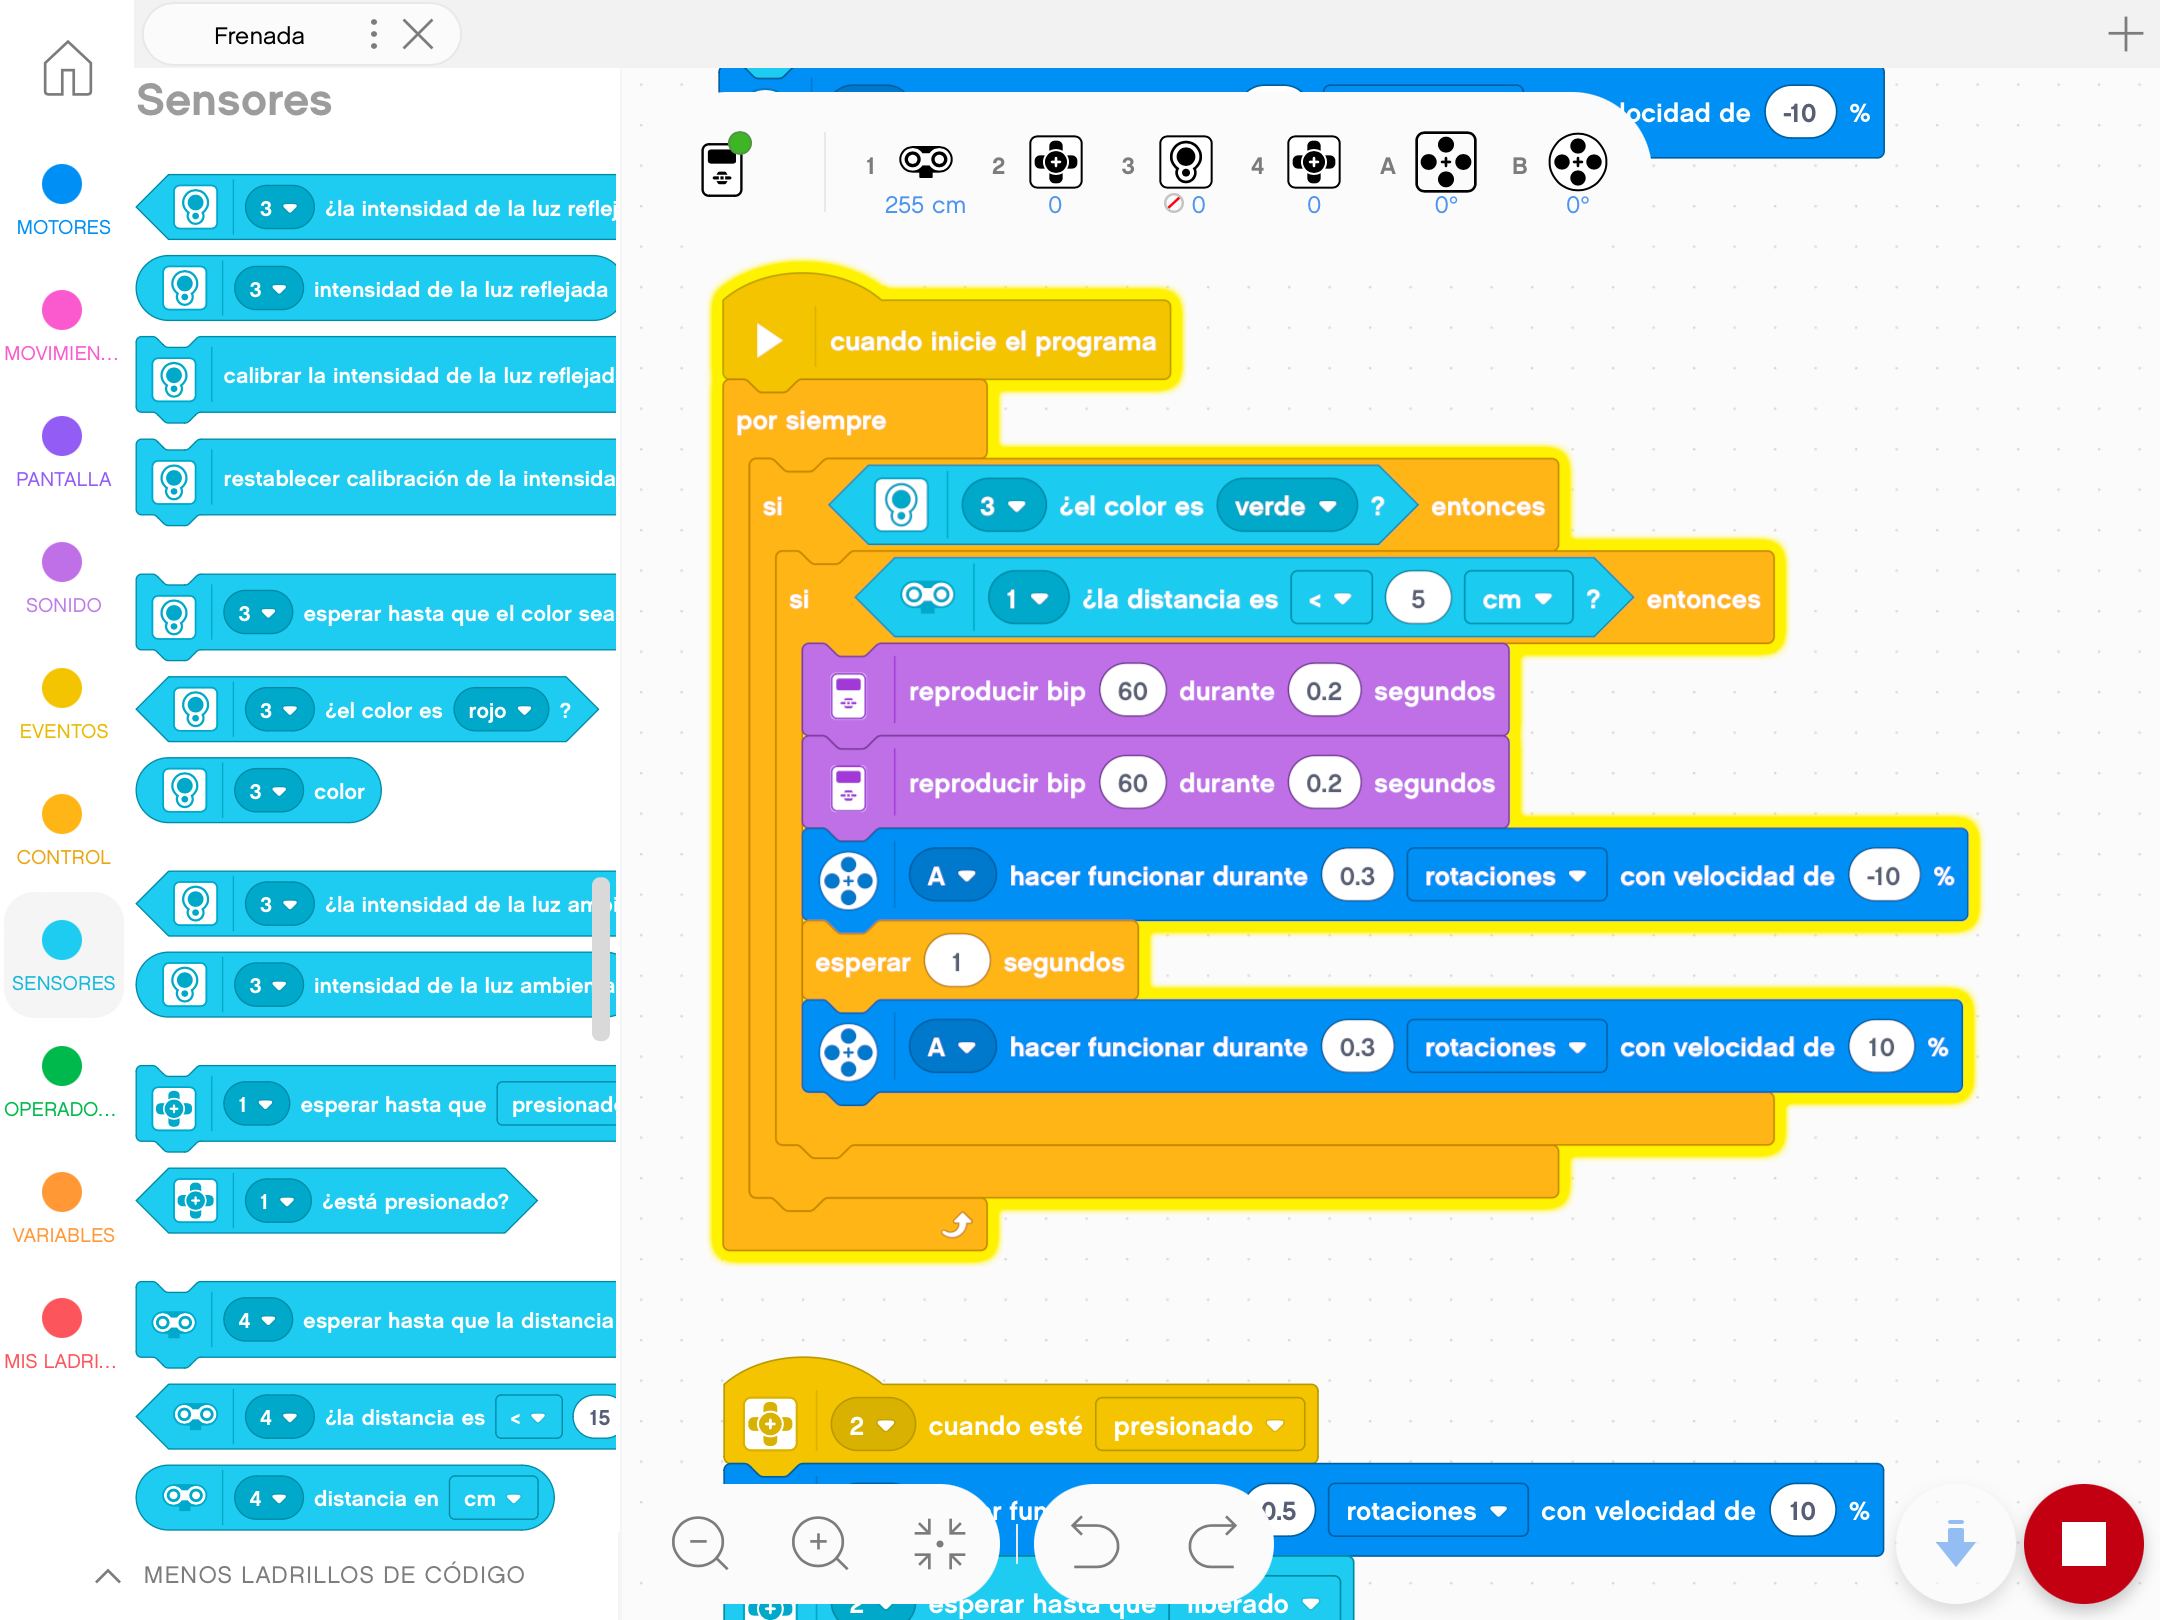 Frenada
Sensores
MOTORES
MOVIMIEN...
PANTALLA
SONIDO
EVENTOS
CONTROL
SENSORES
OPERADO...
VARIABLES
MIS LADRI...
3 ¿la intensidad de la luz reflej
3 intensidad de la luz reflejada
calibrar la intensidad de la luz reflejad
restablecer calibración de la intensida
3 esperar hasta que el color sea
3 ¿el color es rojo ?
3 color
3 ¿la intensidad de la luz ambi
3 intensidad de la luz ambienta
1 esperar hasta que presionado
1 ¿está presionado?
4 esperar hasta que la distancia
4 ¿la distancia es < 15
4 distancia en cm
MENOS LADRILLOS DE CÓDIGO
ocidad de -10 %
1 2 3 4 A B
255 cm 0 0 0 0° 0°
cuando inicie el programa
por siempre
si 3 ¿el color es verde ? entonces
si 1 ¿la distancia es < 5 cm ? entonces
reproducir bip 60 durante 0.2 segundos
reproducir bip 60 durante 0.2 segundos
A hacer funcionar durante 0.3 rotaciones con velocidad de -10 %
esperar 1 segundos
A hacer funcionar durante 0.3 rotaciones con velocidad de 10 %
2 cuando esté presionado
r fun 0.5 rotaciones con velocidad de 10 %
2 esperar hasta que liberado